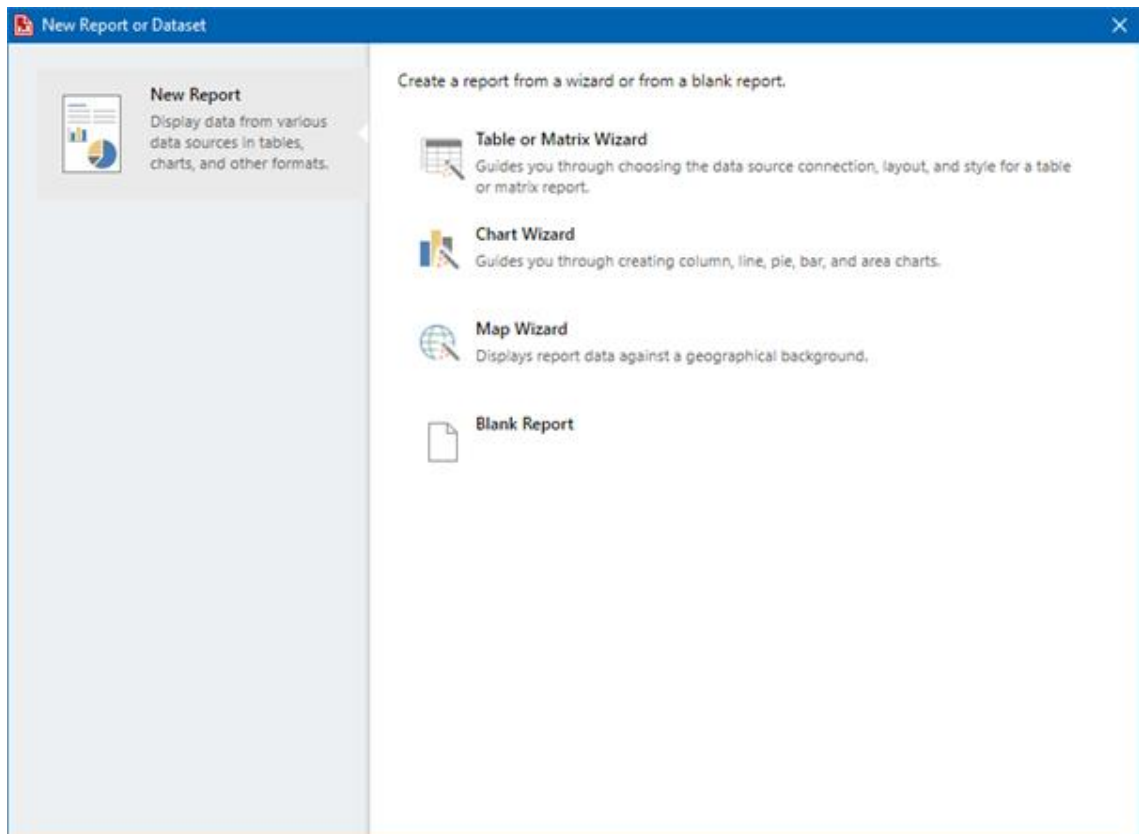 New Report or Dataset
New Report
Display data from various
data sources in tables,
charts, and other formats.
Create a report from a wizard or from a blank report.
Table or Matrix Wizard
Guides you through choosing the data source connection, layout, and style for a table
or matrix report.
Chart Wizard
Guides you through creating column, line, pie, bar, and area charts.
Map Wizard
Displays report data against a geographical background.
Blank Report